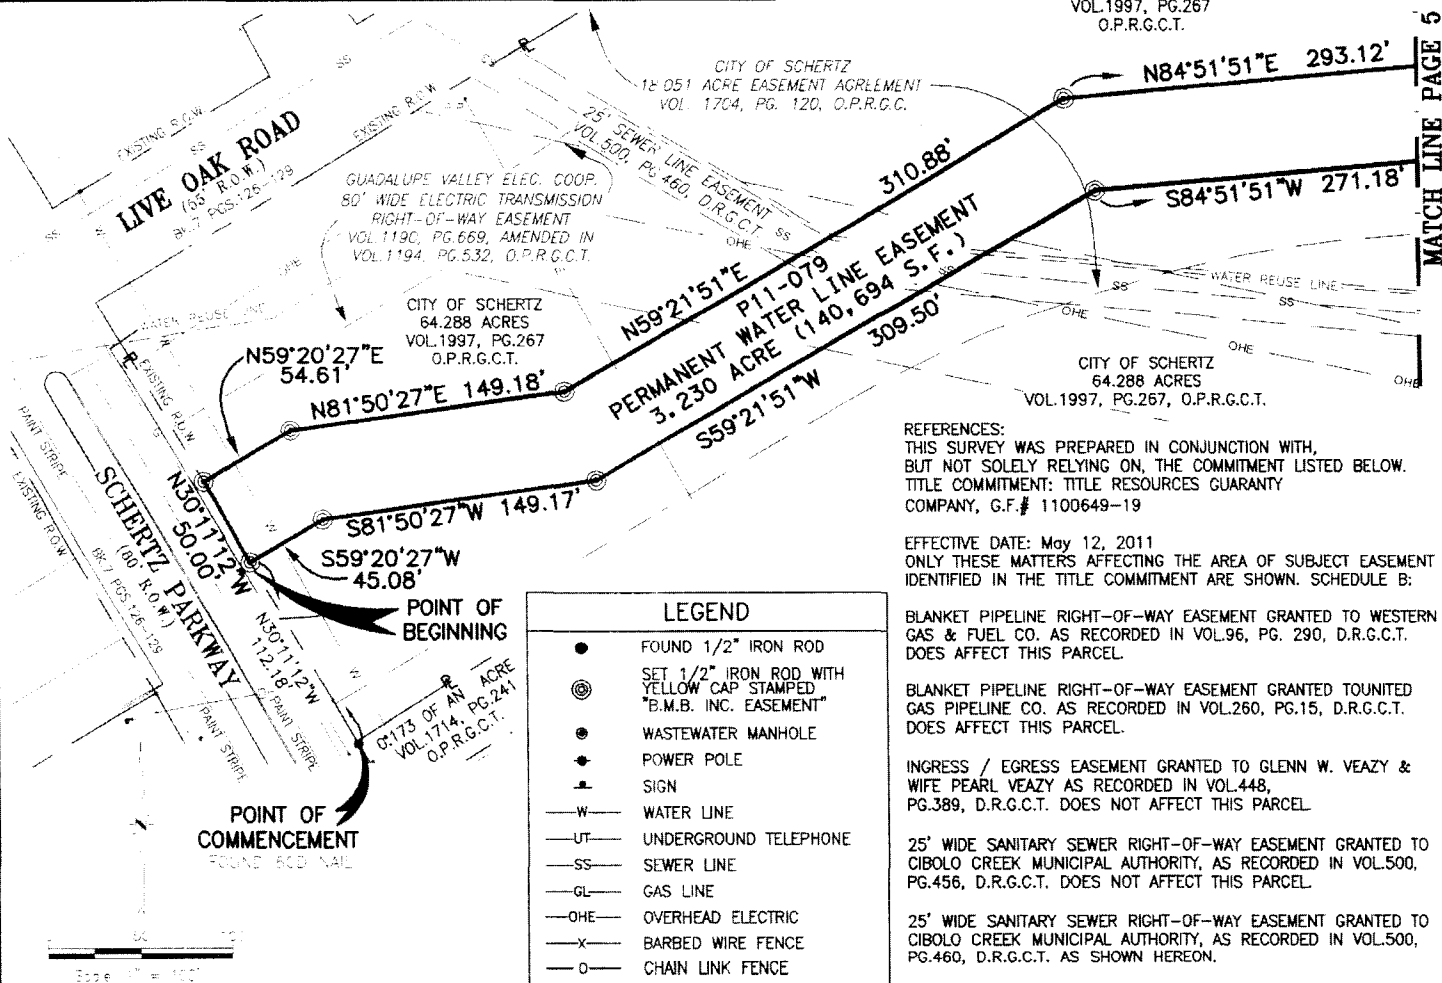 VOL.1997, PG.267
O.P.R.G.C.T.
MATCH LINE PAGE 5
N84°51'51"E 293.12'
CITY OF SCHERTZ
18.051 ACRE EASEMENT AGREEMENT
VOL. 1704, PG. 120, O.P.R.G.C.
EXISTING R.O.W
SS
EXISTING R.O.W
LIVE OAK ROAD
(65' R.O.W.)
BK.7 PGS.126-129
25' SEWER LINE EASEMENT
VOL.500, PG.460, D.R.G.C.T.
SS
OHE
310.88'
S84°51'51"W 271.18'
GUADALUPE VALLEY ELEC. COOP.
80' WIDE ELECTRIC TRANSMISSION
RIGHT-OF-WAY EASEMENT
VOL.1190, PG.669, AMENDED IN
VOL.1194, PG.532, O.P.R.G.C.T.
OHE
N59°21'51"E
P11-079
PERMANENT WATER LINE EASEMENT
3.230 ACRE (140,694 S.F.)
309.50'
S59°21'51"W
SS
SS
WATER REUSE LINE
SS
OHE
OHE
OHE
WATER REUSE LINE
CITY OF SCHERTZ
64.288 ACRES
VOL.1997, PG.267
O.P.R.G.C.T.
CITY OF SCHERTZ
64.288 ACRES
VOL.1997, PG.267, O.P.R.G.C.T.
EXISTING R.O.W
N59°20'27"E
54.61'
N81°50'27"E 149.18'
S81°50'27"W 149.17'
S59°20'27"W
45.08'
N30°11'12"W
50.00'
PAINT STRIPE
EXISTING R.O.W
SCHERTZ PARKWAY
(80' R.O.W.)
BK.7 PGS.126-129
POINT OF
BEGINNING
N30°11'12"W
112.18'
W
W
PAINT STRIPE
PAINT STRIPE
0.173 OF AN ACRE
VOL.1714, PG.241
O.P.R.G.C.T.
POINT OF
COMMENCEMENT
FOUND 60D NAIL
LEGEND
FOUND 1/2" IRON ROD
SET 1/2" IRON ROD WITH
YELLOW CAP STAMPED
"B.M.B. INC. EASEMENT"
WASTEWATER MANHOLE
POWER POLE
SIGN
W WATER LINE
UT UNDERGROUND TELEPHONE
SS SEWER LINE
GL GAS LINE
OHE OVERHEAD ELECTRIC
X BARBED WIRE FENCE
O CHAIN LINK FENCE
REFERENCES:
THIS SURVEY WAS PREPARED IN CONJUNCTION WITH,
BUT NOT SOLELY RELYING ON, THE COMMITMENT LISTED BELOW.
TITLE COMMITMENT: TITLE RESOURCES GUARANTY
COMPANY, G.F.# 1100649-19
EFFECTIVE DATE: May 12, 2011
ONLY THESE MATTERS AFFECTING THE AREA OF SUBJECT EASEMENT
IDENTIFIED IN THE TITLE COMMITMENT ARE SHOWN. SCHEDULE B:
BLANKET PIPELINE RIGHT-OF-WAY EASEMENT GRANTED TO WESTERN
GAS & FUEL CO. AS RECORDED IN VOL.96, PG. 290, D.R.G.C.T.
DOES AFFECT THIS PARCEL.
BLANKET PIPELINE RIGHT-OF-WAY EASEMENT GRANTED TOUNITED
GAS PIPELINE CO. AS RECORDED IN VOL.260, PG.15, D.R.G.C.T.
DOES AFFECT THIS PARCEL.
INGRESS / EGRESS EASEMENT GRANTED TO GLENN W. VEAZY &
WIFE PEARL VEAZY AS RECORDED IN VOL.448,
PG.389, D.R.G.C.T. DOES NOT AFFECT THIS PARCEL.
25' WIDE SANITARY SEWER RIGHT-OF-WAY EASEMENT GRANTED TO
CIBOLO CREEK MUNICIPAL AUTHORITY, AS RECORDED IN VOL.500,
PG.456, D.R.G.C.T. DOES NOT AFFECT THIS PARCEL.
25' WIDE SANITARY SEWER RIGHT-OF-WAY EASEMENT GRANTED TO
CIBOLO CREEK MUNICIPAL AUTHORITY, AS RECORDED IN VOL.500,
PG.460, D.R.G.C.T. AS SHOWN HEREON.